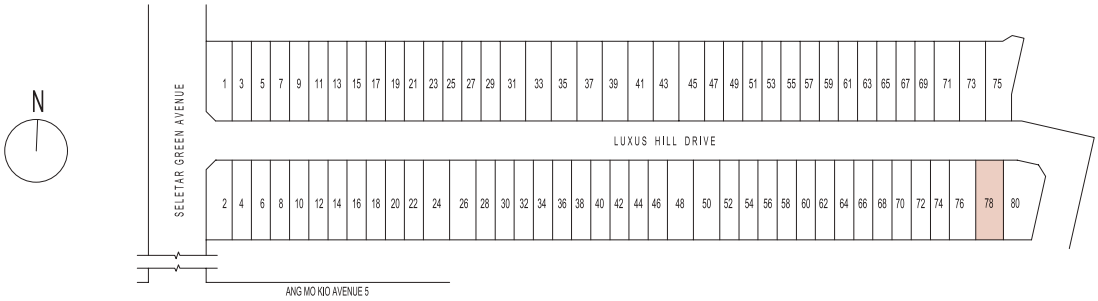 N
SELETAR GREEN AVENUE
1 3 5 7 9 11 13 15 17 19 21 23 25 27 29 31 33 35 37 39 41 43 45 47 49 51 53 55 57 59 61 63 65 67 69 71 73 75
LUXUS HILL DRIVE
2 4 6 8 10 12 14 16 18 20 22 24 26 28 30 32 34 36 38 40 42 44 46 48 50 52 54 56 58 60 62 64 66 68 70 72 74 76 78 80
ANG MO KIO AVENUE 5